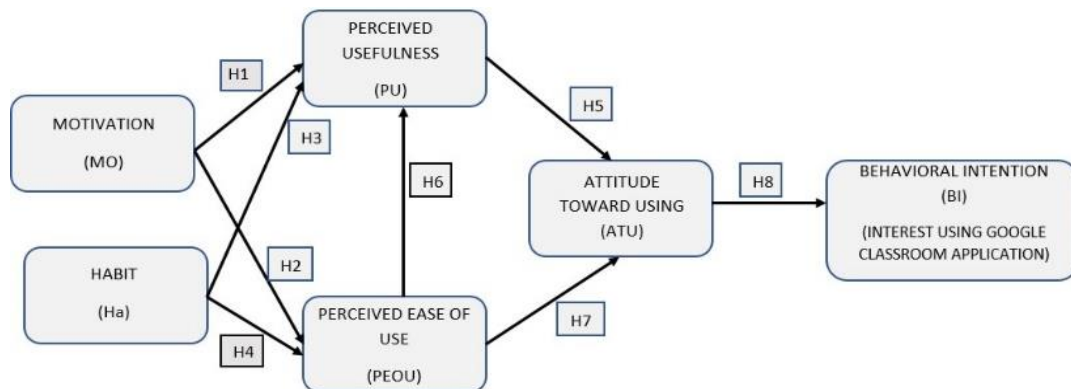 PERCEIVED
USEFULNESS
(PU)
H1
H5
MOTIVATION
(MO)
H3
H6
ATTITUDE
TOWARD USING
(ATU)
H8
BEHAVIORAL INTENTION
(BI)
(INTEREST USING GOOGLE
CLASSROOM APPLICATION)
HABIT
(Ha)
H2
H4
PERCEIVED EASE OF
USE
(PEOU)
H7